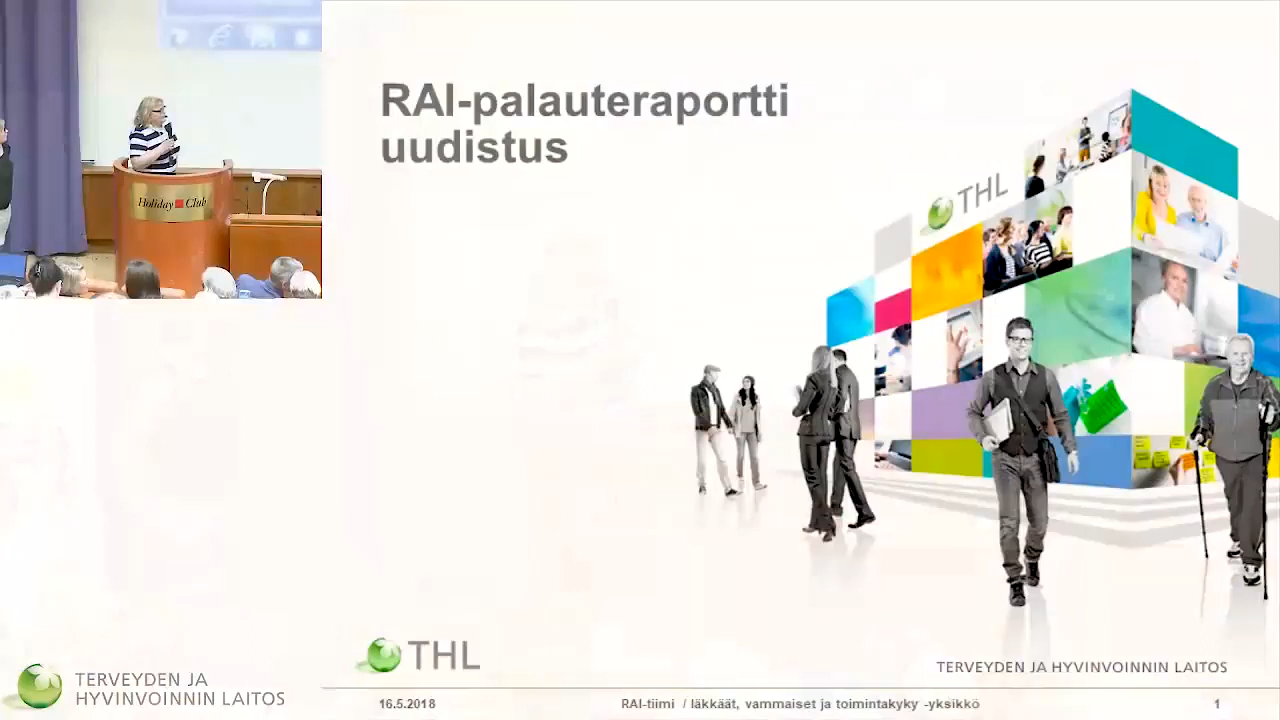 RAI-palauteraportti
uudistus
THL
Holiday Club
THL
TERVEYDEN JA HYVINVOINNIN LAITOS
TERVEYDEN JA
HYVINVOINNIN LAITOS
16.5.2018
RAI-tiimi / läkkäät, vammaiset ja toimintakyky -yksikkö
1